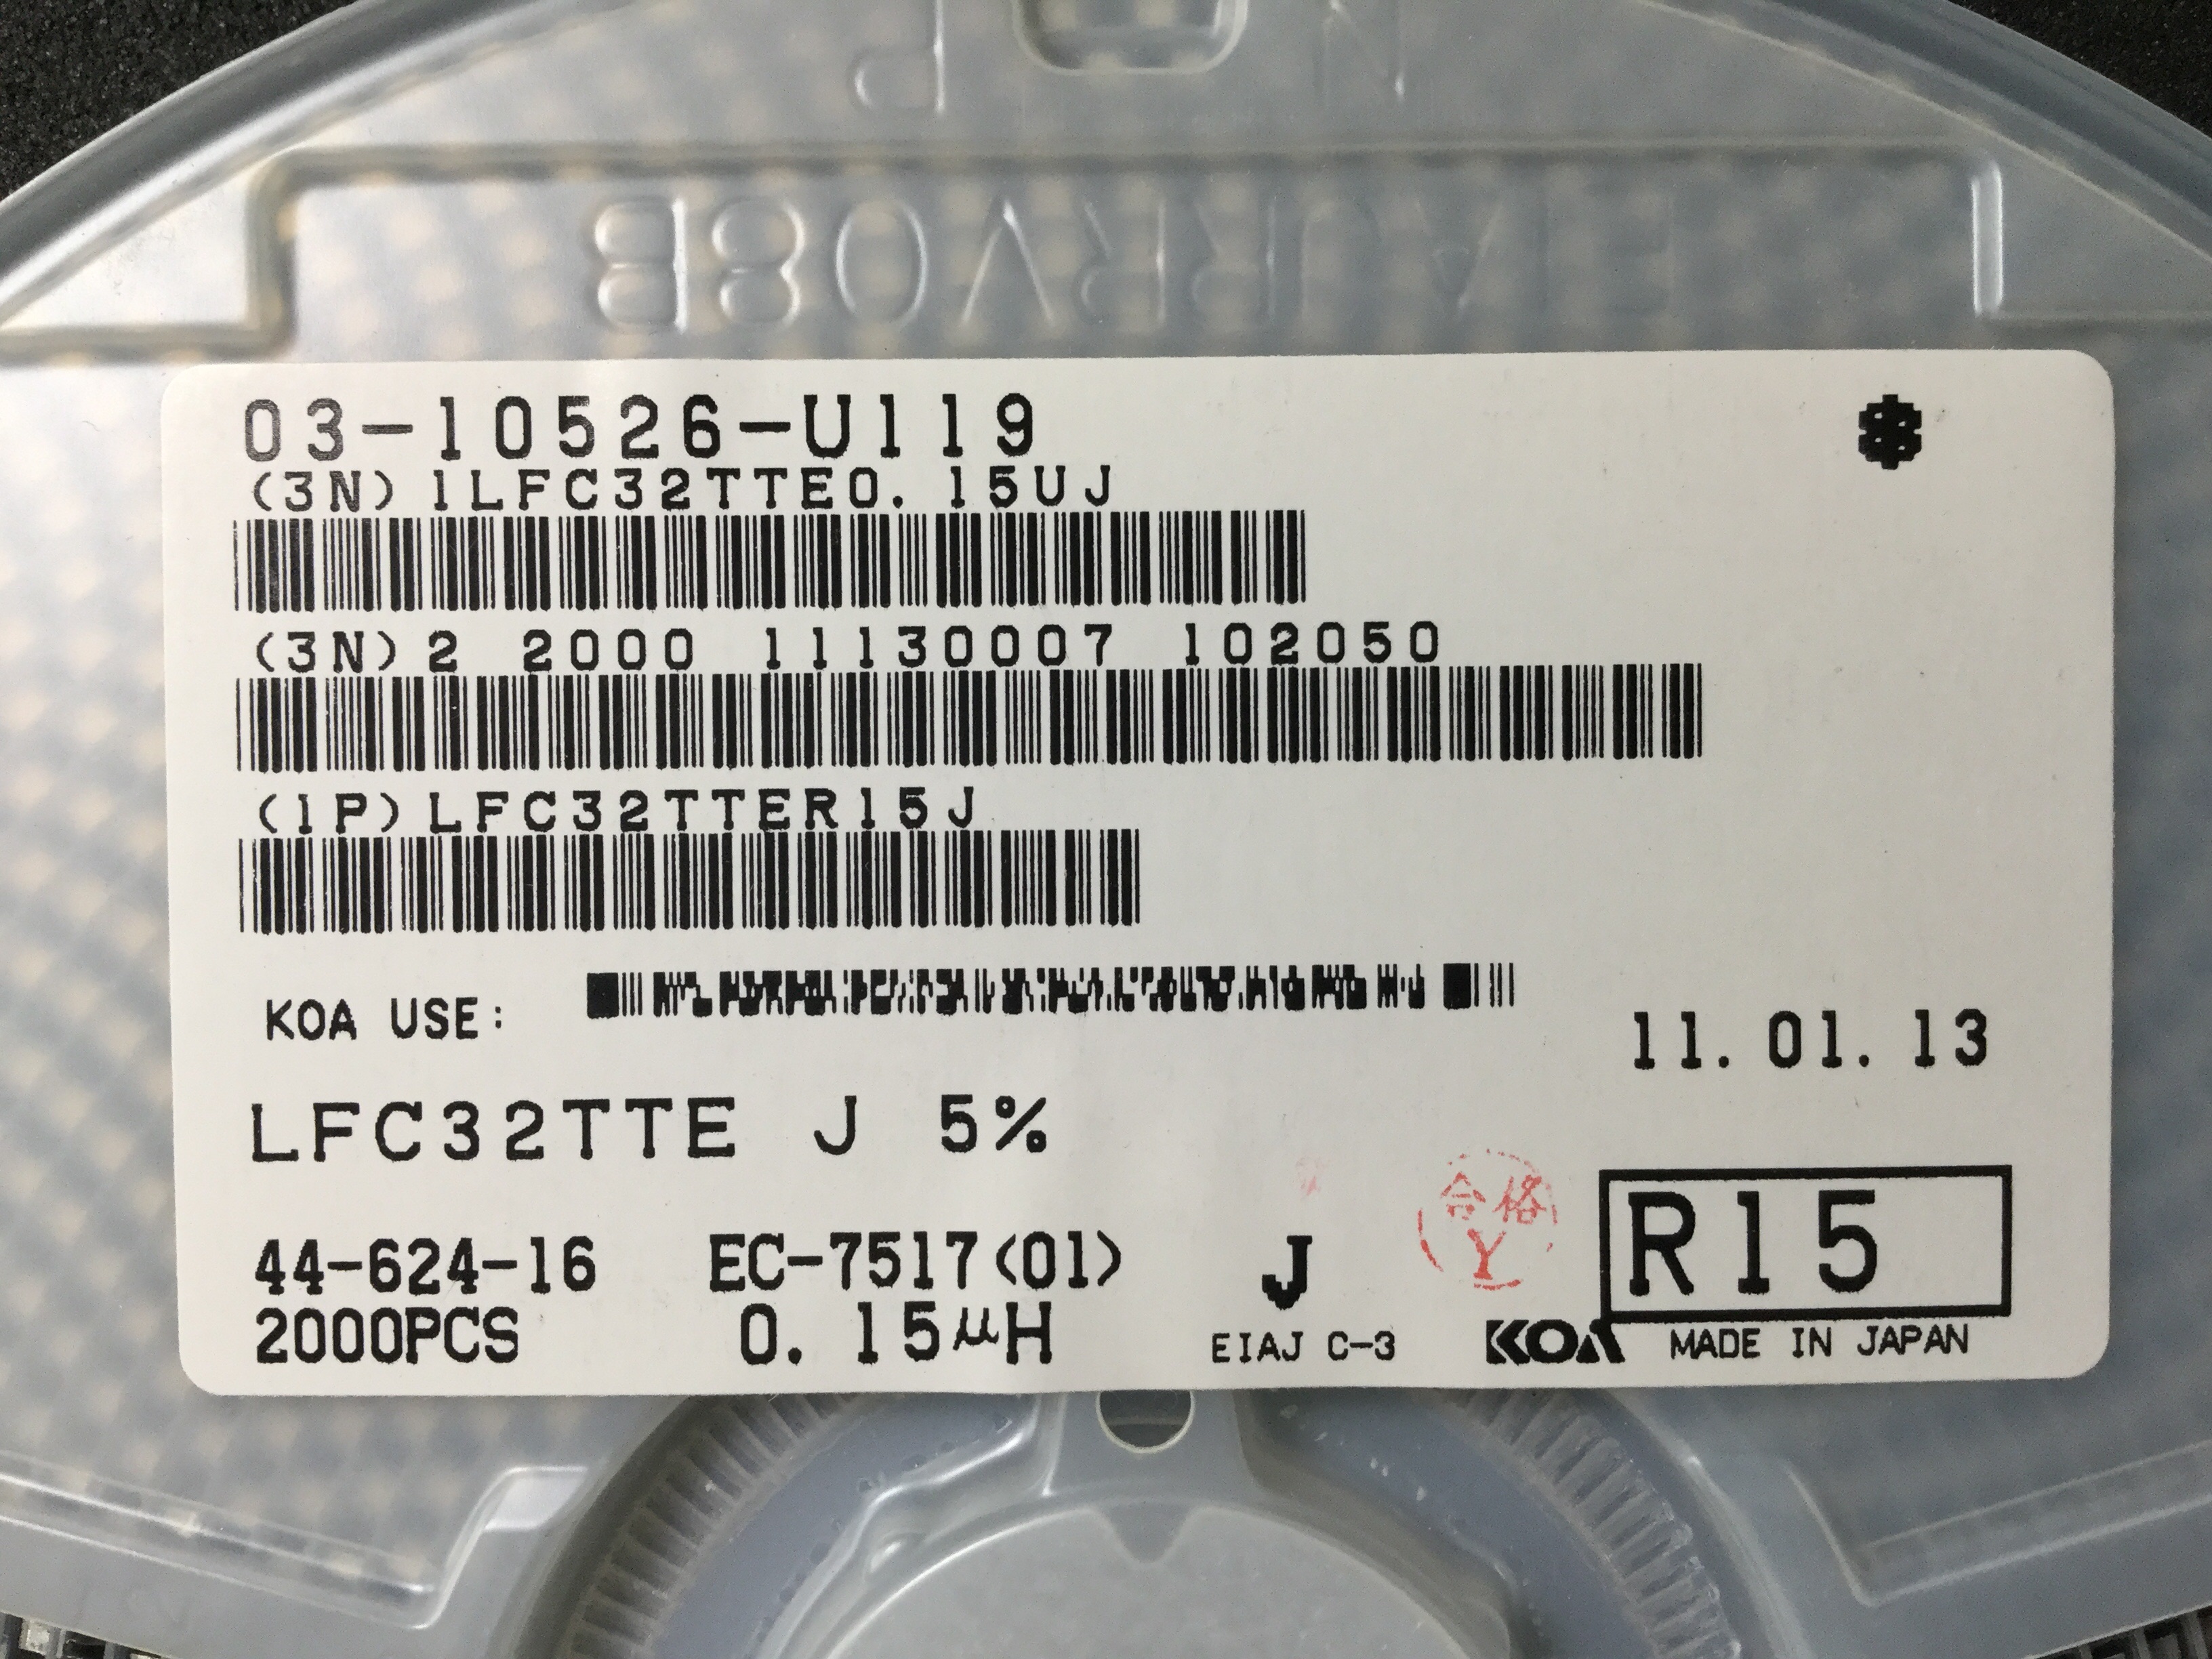 N P
EIAJRRV08B
03-10526-U119
(3N)1LFC32TTE0.15UJ
(3N)2 2000 11130007 102050
(1P)LFC32TTER15J
KOA USE:
11.01.13
LFC32TTE J 5%
合格
Y
R15
44-624-16 EC-7517(01) J
2000PCS 0.15μH EIAJ C-3 KOA MADE IN JAPAN